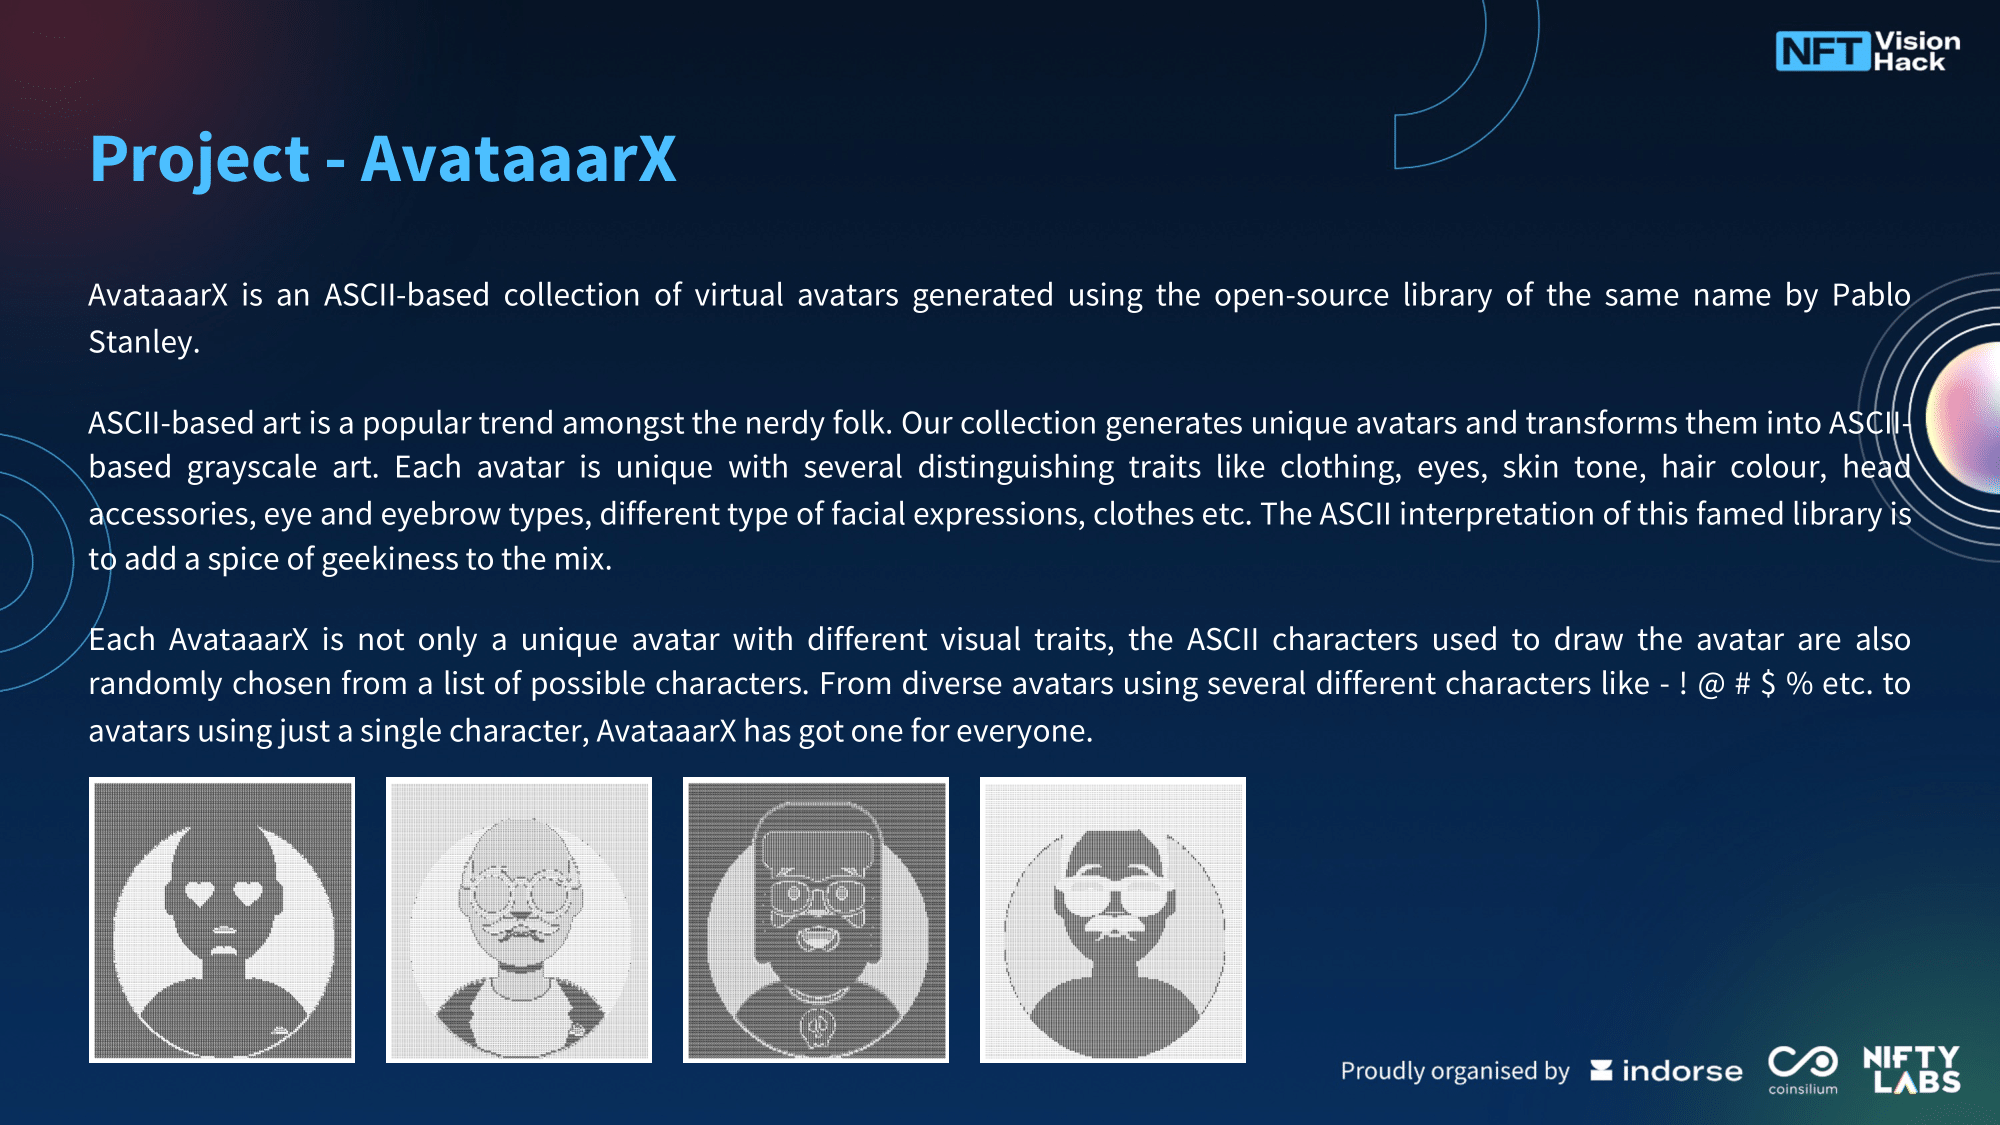 NFT Vision
Hack
Project - AvataaarX
AvataaarX is an ASCII-based collection of virtual avatars generated using the open-source library of the same name by Pablo
Stanley.
ASCII-based art is a popular trend amongst the nerdy folk. Our collection generates unique avatars and transforms them into ASCII-
based grayscale art. Each avatar is unique with several distinguishing traits like clothing, eyes, skin tone, hair colour, head
accessories, eye and eyebrow types, different type of facial expressions, clothes etc. The ASCII interpretation of this famed library is
to add a spice of geekiness to the mix.
Each AvataaarX is not only a unique avatar with different visual traits, the ASCII characters used to draw the avatar are also
randomly chosen from a list of possible characters. From diverse avatars using several different characters like - ! @ # $ % etc. to
avatars using just a single character, AvataaarX has got one for everyone.
Proudly organised by indorse
coinsilium
NIFTY
LABS